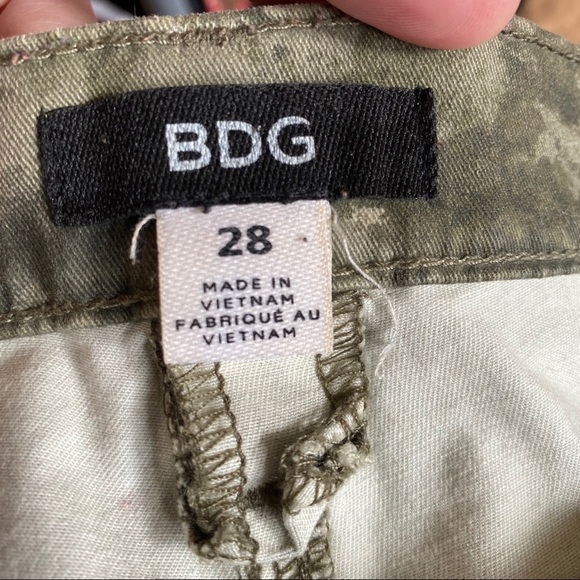 BDG
28
MADE IN
VIETNAM
FABRIQUÉ AU
VIETNAM